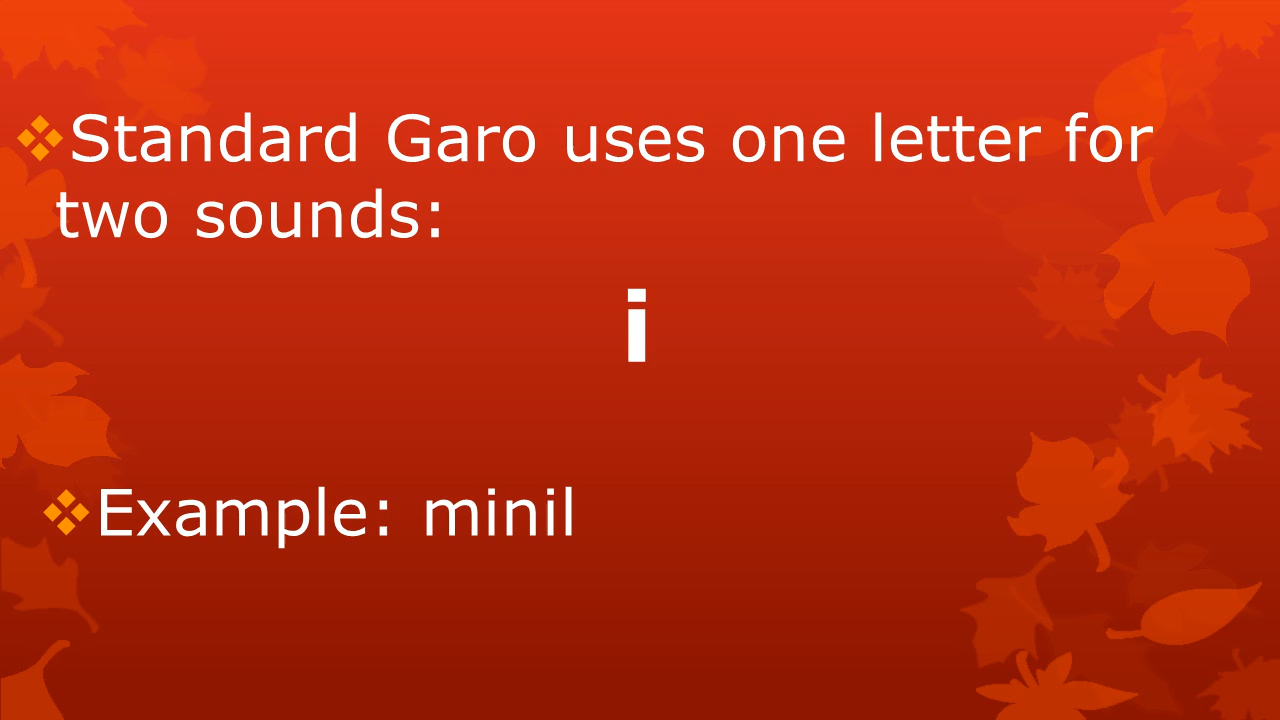 ❖Standard Garo uses one letter for
two sounds:
i
❖Example: minil